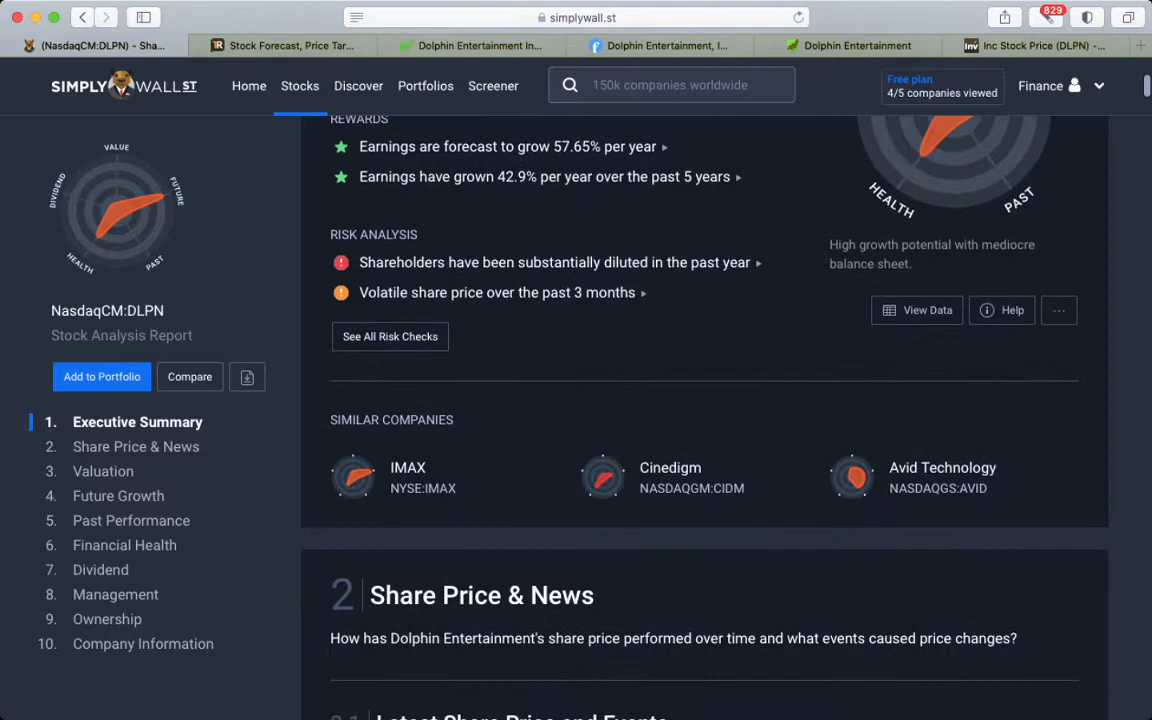 829
simplywall.st
(NasdaqCM:DLPN) - Sha...
Stock Forecast, Price Tar...
Dolphin Entertainment In...
Dolphin Entertainment, I...
Dolphin Entertainment
Inv
Inc Stock Price (DLPN) -...
SIMPLY WALL ST
Home
Stocks
Discover
Portfolios
Screener
150k companies worldwide
Free plan
4/5 companies viewed
Finance
VALUE
FUTURE
PAST
HEALTH
DIVIDEND
NasdaqCM:DLPN
Stock Analysis Report
Add to Portfolio
Compare
1. Executive Summary
2. Share Price & News
3. Valuation
4. Future Growth
5. Past Performance
6. Financial Health
7. Dividend
8. Management
9. Ownership
10. Company Information
REWARDS
Earnings are forecast to grow 57.65% per year
Earnings have grown 42.9% per year over the past 5 years
RISK ANALYSIS
Shareholders have been substantially diluted in the past year
Volatile share price over the past 3 months
See All Risk Checks
HEALTH
PAST
High growth potential with mediocre
balance sheet.
View Data
Help
...
SIMILAR COMPANIES
IMAX
NYSE:IMAX
Cinedigm
NASDAQGM:CIDM
Avid Technology
NASDAQGS:AVID
2 Share Price & News
How has Dolphin Entertainment's share price performed over time and what events caused price changes?
2.1 Latest Share Price and Events